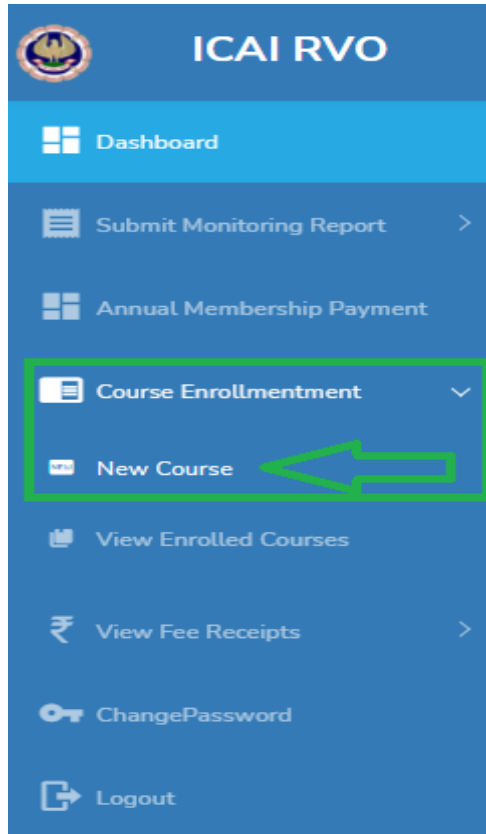 ICAI RVO
Dashboard
Submit Monitoring Report
Annual Membership Payment
Course Enrollmentment
NEW
New Course
View Enrolled Courses
₹ View Fee Receipts
ChangePassword
Logout